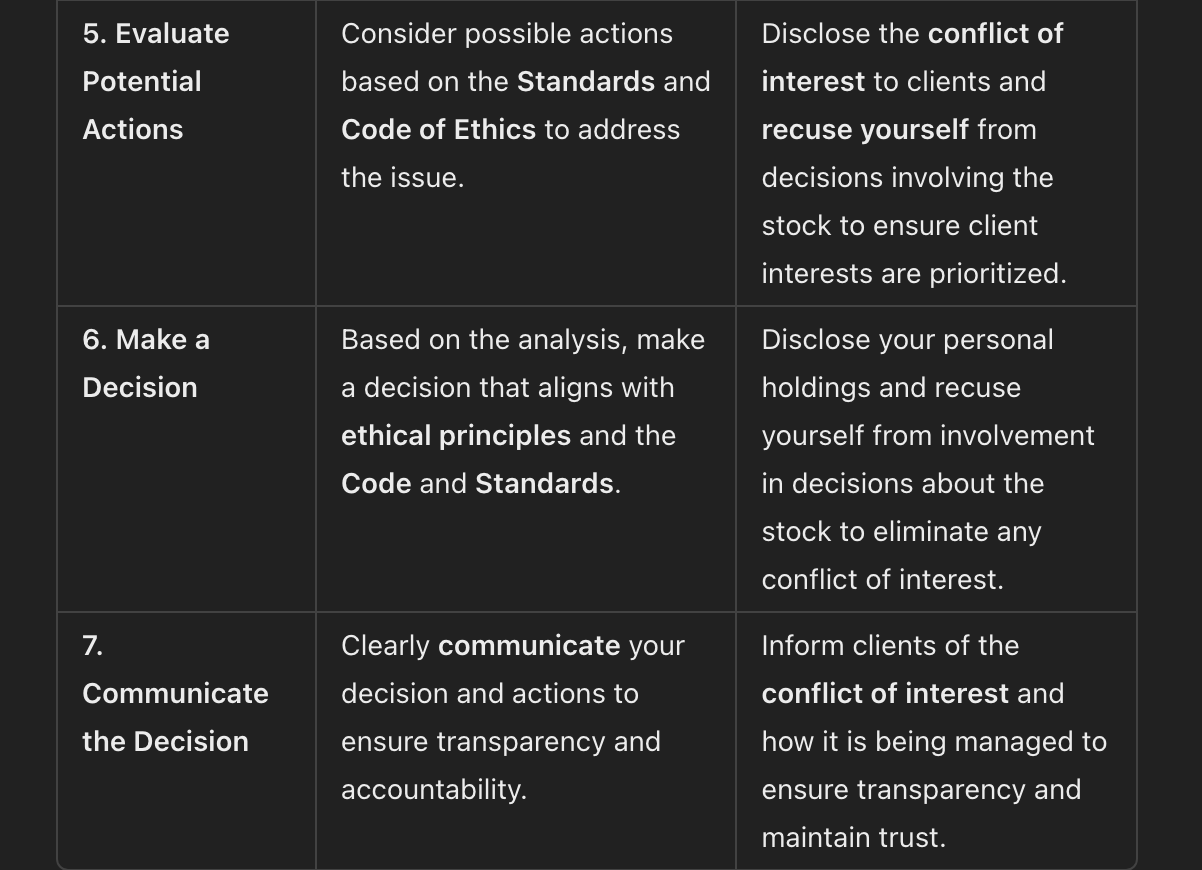 5. Evaluate
Potential
Actions
Consider possible actions
based on the Standards and
Code of Ethics to address
the issue.
Disclose the conflict of
interest to clients and
recuse yourself from
decisions involving the
stock to ensure client
interests are prioritized.
6. Make a
Decision
Based on the analysis, make
a decision that aligns with
ethical principles and the
Code and Standards.
Disclose your personal
holdings and recuse
yourself from involvement
in decisions about the
stock to eliminate any
conflict of interest.
7.
Communicate
the Decision
Clearly communicate your
decision and actions to
ensure transparency and
accountability.
Inform clients of the
conflict of interest and
how it is being managed to
ensure transparency and
maintain trust.